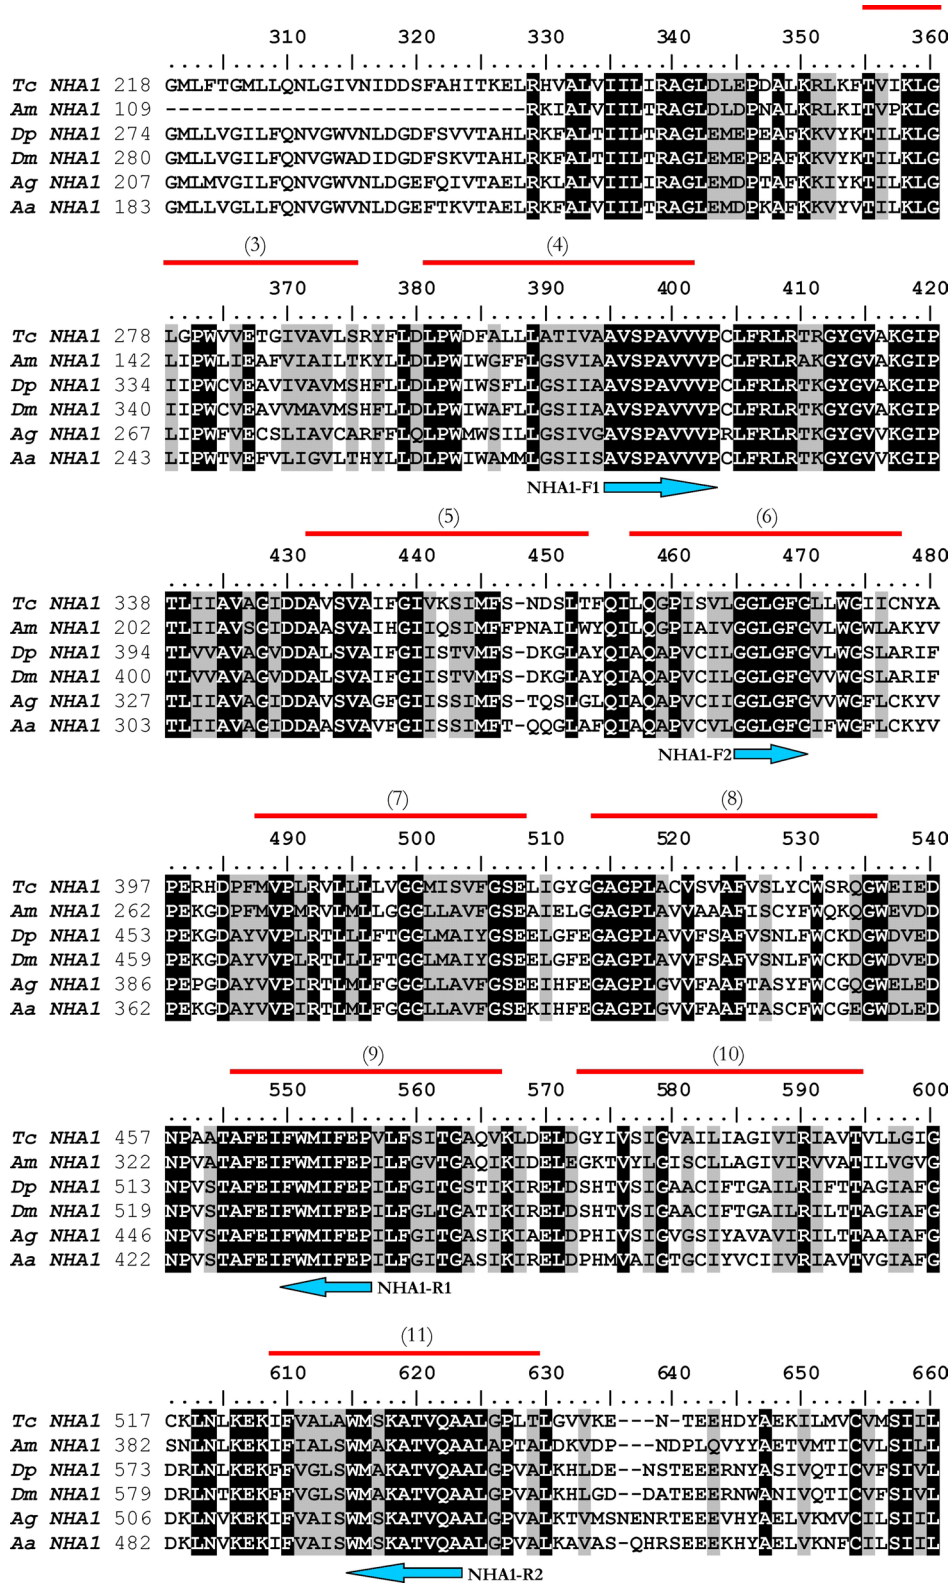 310 320 330 340 350 360
Tc NHA1 218 GMLFTGMLLQNLGIVNIDDSFAHITKELRHVALVIILIRAGLDLEPDALKRLKFTVIKLG
Am NHA1 109 ----------------------------RKIALVIILTRAGLDLDPNALKRLKITVPKLG
Dp NHA1 274 GMLLVGILFQNVGWVNLDGDFSVVTAHLRKFALTIILTRAGLEMEPEAFKKVYKTILKLG
Dm NHA1 280 GMLLVGILFQNVGWADIDGDFSKVTAHLRKFALTIILTRAGLEMEPEAFKKVYKTILKLG
Ag NHA1 207 GMLMVGILFQNVGWVNLDGEFQIVTAELRKLALVIILIRAGLEMDPTAFKKIYKTILKLG
Aa NHA1 183 GMLLVGLLFQNVGWVNLDGEFTKVTAELRKFALVIILTRAGLEMDPKAFKKVYVTILKLG
(3) (4)
370 380 390 400 410 420
Tc NHA1 278 LGPWVVETGIVAVLSRYFLDLPWDFALLLATIVAAVSPAVVVPCLFRLRTRGYGVAKGIP
Am NHA1 142 LIPWLIEAFVIAILTKYLLDLPWIWGFFLGSVIAAVSPAVVVPCLFRLRAKGYGVAKGIP
Dp NHA1 334 IIPWCVEAVIVAVMSHFLLDLPWIWSFLLGSIIAAVSPAVVVPCLFRLRTKGYGVAKGIP
Dm NHA1 340 IIPWCVEAVVMAVMSHFLLDLPWIWAFLLGSIIAAVSPAVVVPCLFRLRTKGYGVAKGIP
Ag NHA1 267 LIPWFVECSLIAVCARFFLQLPWMWSILLGSIVGAVSPAVVVPRLFRLRTKGYGVVKGIP
Aa NHA1 243 LIPWTVEFVLIGVLTHYLLDLPWIWAMMLGSIISAVSPAVVVPCLFRLRTKGYGVVKGIP
NHA1-F1
(5) (6)
430 440 450 460 470 480
Tc NHA1 338 TLIIAVAGIDDAVSVAIFGIVKSIMFS-NDSLTFQILQGPISVLGGLGFGLLWGIICNYA
Am NHA1 202 TLIIAVSGIDDAASVAIHGIIQSIMFFPNAILWYQILQGPIAIVGGLGFGVLWGWLAKYV
Dp NHA1 394 TLVVAVAGVDDALSVAIFGIISTVMFS-DKGLAYQIAQAPVCILGGLGFGVLWGSLARIF
Dm NHA1 400 TLVVAVAGVDDALSVAIFGIISTVMFS-DKGLAYQIAQAPVCILGGLGFGVVWGSLARIF
Ag NHA1 327 TLIIAVAGIDDAASVAGFGIISSIMFS-TQSLGLQIAQAPVCIIGGLGFGVVWGFLCKYV
Aa NHA1 303 TLIIAVAGIDDAASVAVFGIISSIMFT-QQGLAFQIAQAPVCVLGGLGFGIFWGFLCKYV
NHA1-F2
(7) (8)
490 500 510 520 530 540
Tc NHA1 397 PERHDPFMVPLRVLLLLVGGMISVFGSELIGYGGAGPLACVSVAFVSLYCWSRQGWEIED
Am NHA1 262 PEKGDPFMVPMRVLMLLGGGLLAVFGSEAIELGGAGPLAVVAAAFISCYFWQKQGWEVDD
Dp NHA1 453 PEKGDAYVVPLRTLLLFTGGLMAIYGSEELGFEGAGPLAVVFSAFVSNLFWCKDGWDVED
Dm NHA1 459 PEKGDAYVVPLRTLLLFTGGLMAIYGSEELGFEGAGPLAVVFSAFVSNLFWCKDGWDVED
Ag NHA1 386 PEPGDAYVVPIRTLMLFGGGLLAVFGSEEIHFEGAGPLGVVFAAFTASYFWCGQGWELED
Aa NHA1 362 PEKGDAYVVPIRTLMLFGGGLLAVFGSEKIHFEGAGPLGVVFAAFTASCFWCGEGWDLED
(9) (10)
550 560 570 580 590 600
Tc NHA1 457 NPAATAFEIFWMIFEPVLFSITGAQVKLDELDGYIVSIGVAILIAGIVIRIAVTVLLGIG
Am NHA1 322 NPVATAFEIFWMIFEPILFGVTGAQIKIDELEGKTVYLGISCLLAGIVIRVVATILVGVG
Dp NHA1 513 NPVSTAFEIFWMIFEPILFGITGSTIKIRELDSHTVSIGAACIFTGAILRIFTTAGIAFG
Dm NHA1 519 NPVSTAFEIFWMIFEPILFGLTGATIKIRELDSHTVSIGAACIFTGAILRILTTAGIAFG
Ag NHA1 446 NPVSTAFEIFWMIFEPILFGITGASIKIAELDPHIVSIGVGSIYAVAVIRILTTAAIAFG
Aa NHA1 422 NPVSTAFEIFWMIFEPILFGITGASIKIRELDPHMVAIGTGCIYVCIIVRIAVTVGIAFG
NHA1-R1
(11)
610 620 630 640 650 660
Tc NHA1 517 CKLNLKEKIFVALAWMSKATVQAALGPLTLGVVKE---N-TEEHDYAEKILMVCVMSIIL
Am NHA1 382 SNLNLKEKIFIALSWMAKATVQAALAPTALDKVDP---NDPLQVYYAETVMTICVLSILL
Dp NHA1 573 DRLNLKEKFFVGLSWMAKATVQAALGPVALKHLDE--NSTEEERNYASIVQTICVFSIVL
Dm NHA1 579 DRLNTKEKFFVGLSWMAKATVQAALGPVALKHLGD--DATEEERNWANIVQTICVFSIVL
Ag NHA1 506 DKLNVKEKIFVAISWMAKATVQAALGPVALKTVMSNENRTEEEVHYAELVKMVCILSIIL
Aa NHA1 482 DKLNVKEKIFVAISWMAKATVQAALGPVALKAVAS-QHRSEEEKHYAELVKNFCILSIIL
NHA1-R2